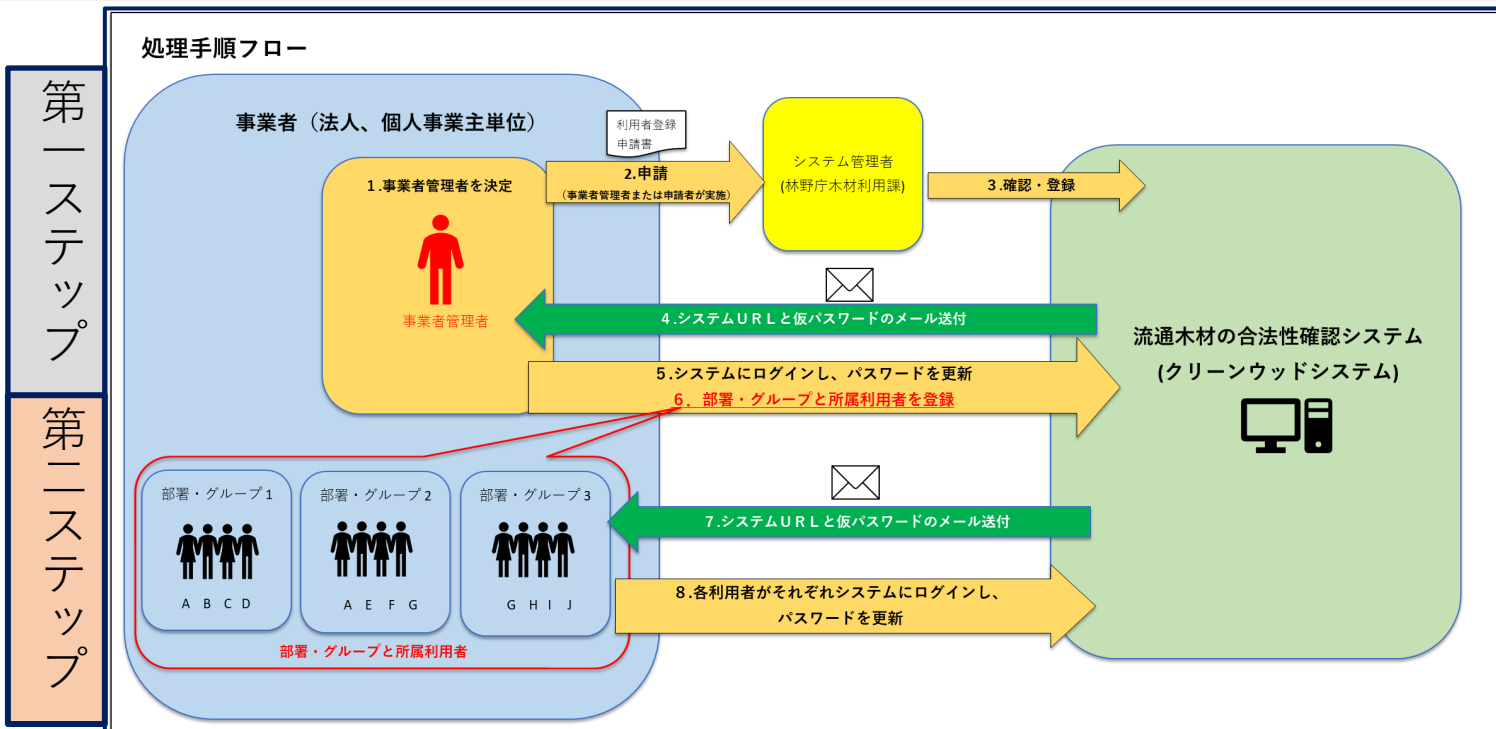 処理手順フロー
第一ステップ
事業者（法人、個人事業主単位）
利用者登録
申請書
1.事業者管理者を決定
2.申請
（事業者管理者または申請者が実施）
システム管理者
(林野庁木材利用課)
3.確認・登録
事業者管理者
4.システムＵＲＬと仮パスワードのメール送付
流通木材の合法性確認システム
(クリーンウッドシステム)
5.システムにログインし、パスワードを更新
6．部署・グループと所属利用者を登録
第二ステップ
部署・グループ1
部署・グループ2
部署・グループ3
A B C D
A E F G
G H I J
部署・グループと所属利用者
7.システムＵＲＬと仮パスワードのメール送付
8.各利用者がそれぞれシステムにログインし、
パスワードを更新